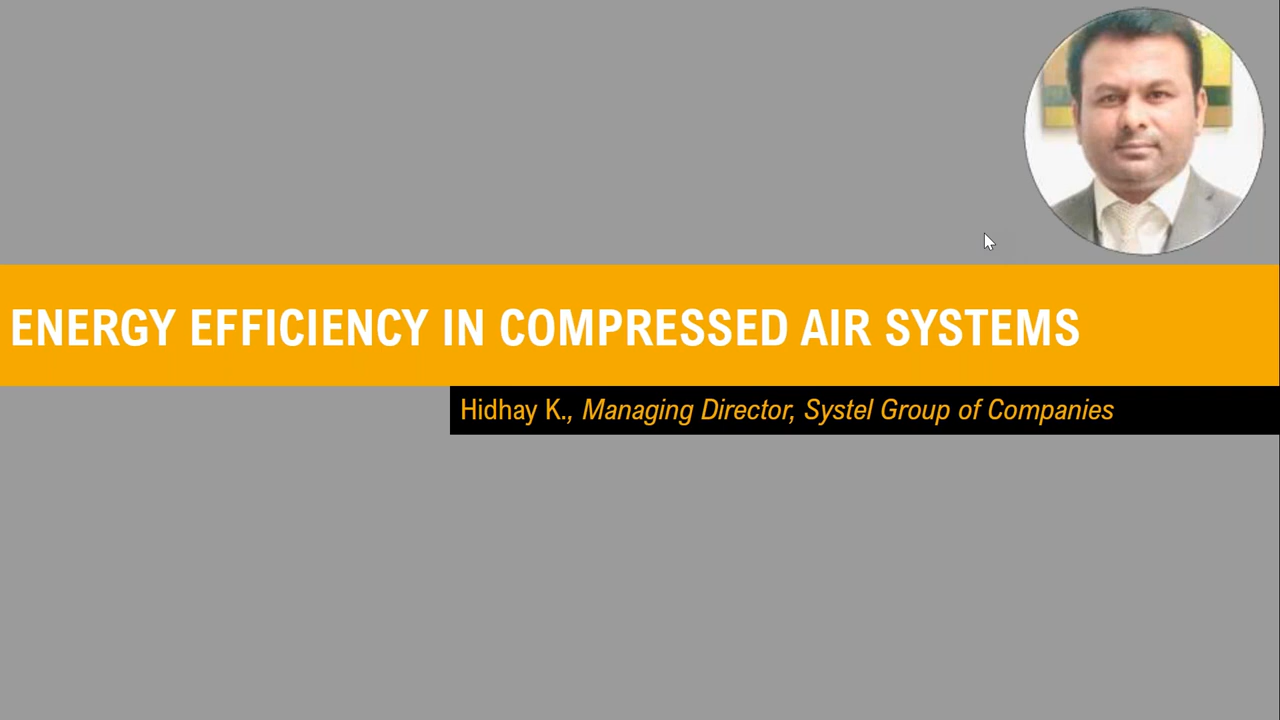 ENERGY EFFICIENCY IN COMPRESSED AIR SYSTEMS
Hidhay K., Managing Director, Systel Group of Companies